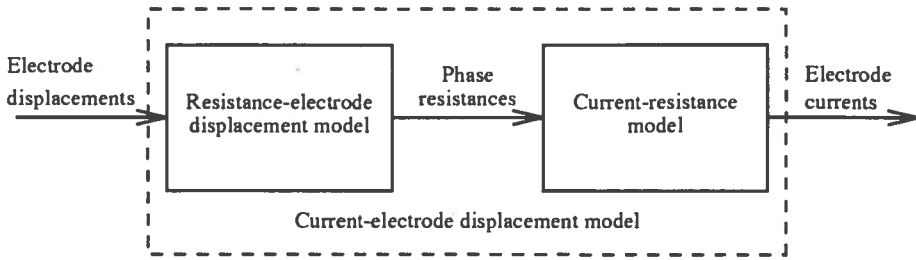 Electrode
displacements
Resistance-electrode
displacement model
Phase
resistances
Current-resistance
model
Electrode
currents
Current-electrode displacement model